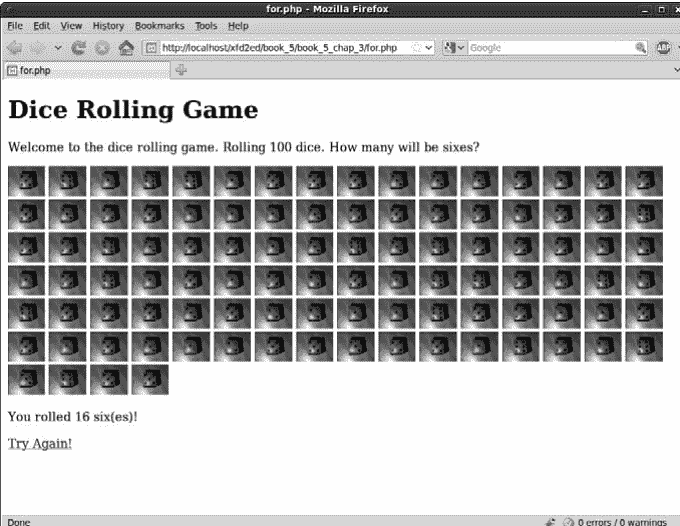 for.php - Mozilla Firefox
File Edit View History Bookmarks Tools Help
http://localhost/xfd2ed/book_5/book_5_chap_3/for.php
Google
ABP
for.php
Dice Rolling Game
Welcome to the dice rolling game. Rolling 100 dice. How many will be sixes?
You rolled 16 six(es)!
Try Again!
Done
0 errors / 0 warnings